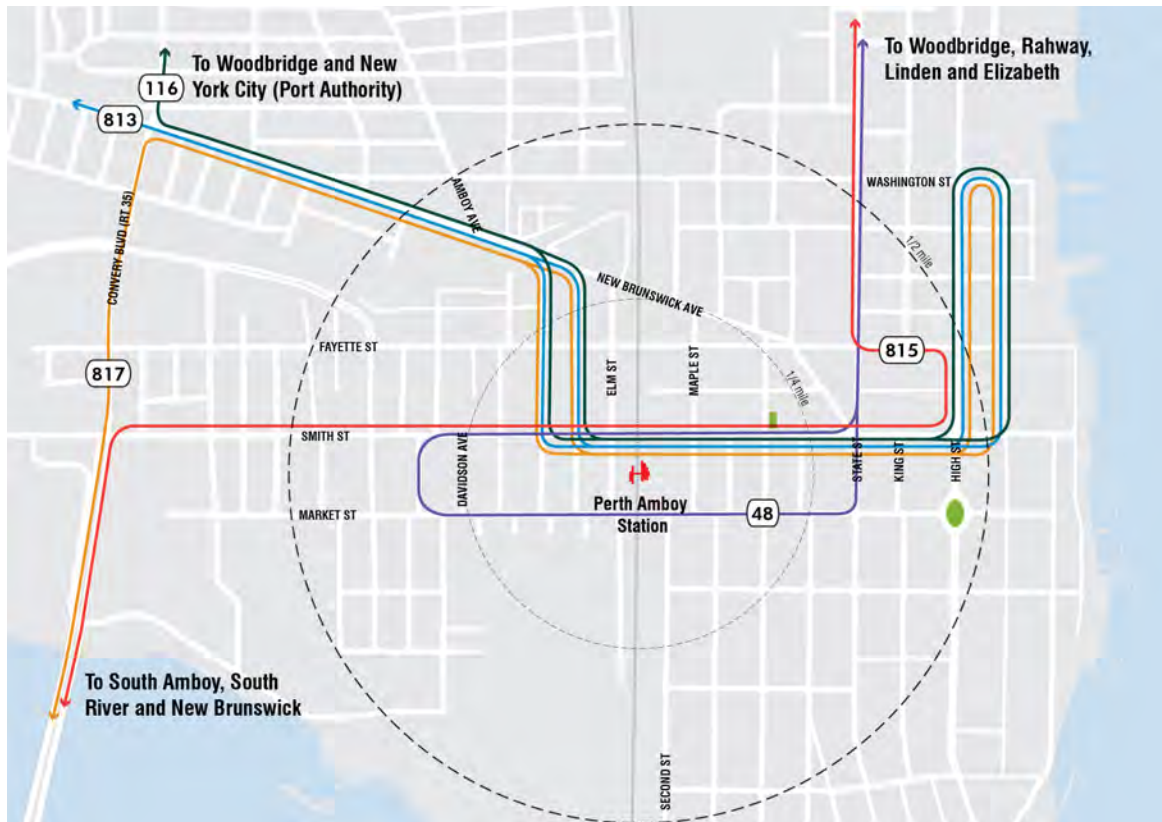 To Woodbridge and New
York City (Port Authority)
116
813
To Woodbridge, Rahway,
Linden and Elizabeth
WASHINGTON ST
AMBOY AVE
CONVERY BLVD (RT 35)
1/2 mile
NEW BRUNSWICK AVE
FAYETTE ST
817
815
ELM ST
MAPLE ST
1/4 mile
SMITH ST
DAVIDSON AVE
STATE ST
KING ST
HIGH ST
MARKET ST
Perth Amboy
Station
48
To South Amboy, South
River and New Brunswick
SECOND ST